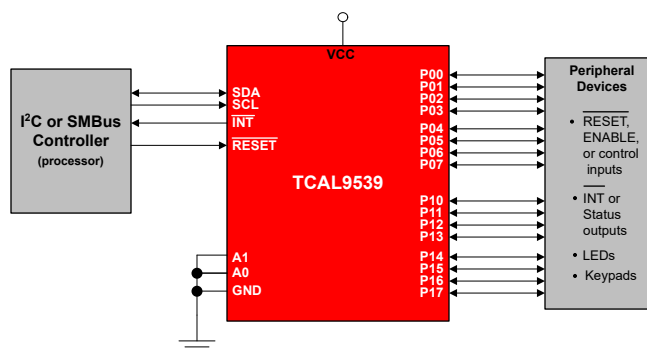 VCC
I²C or SMBus
Controller
(processor)
SDA
SCL
INT
RESET
TCAL9539
A1
A0
GND
P00
P01
P02
P03
P04
P05
P06
P07
P10
P11
P12
P13
P14
P15
P16
P17
Peripheral
Devices
• RESET,
ENABLE,
or control
inputs
• INT or
Status
outputs
• LEDs
• Keypads